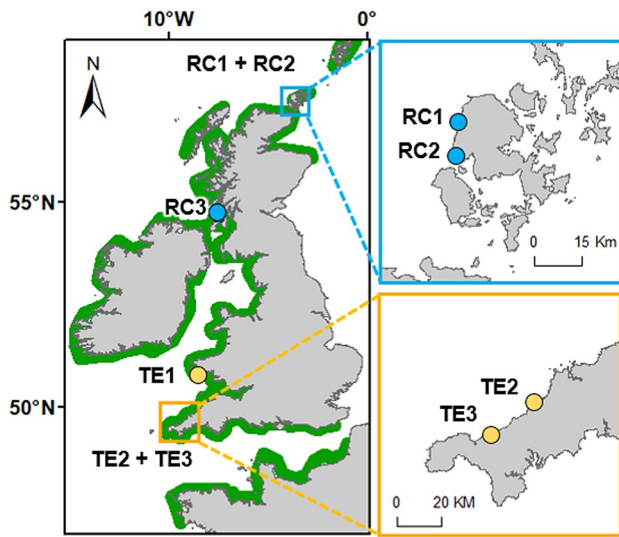 10°W 0°
N
RC1 + RC2
55°N
RC3
TE1
50°N
TE2 + TE3
RC1
RC2
0 15 Km
TE2
TE3
0 20 KM